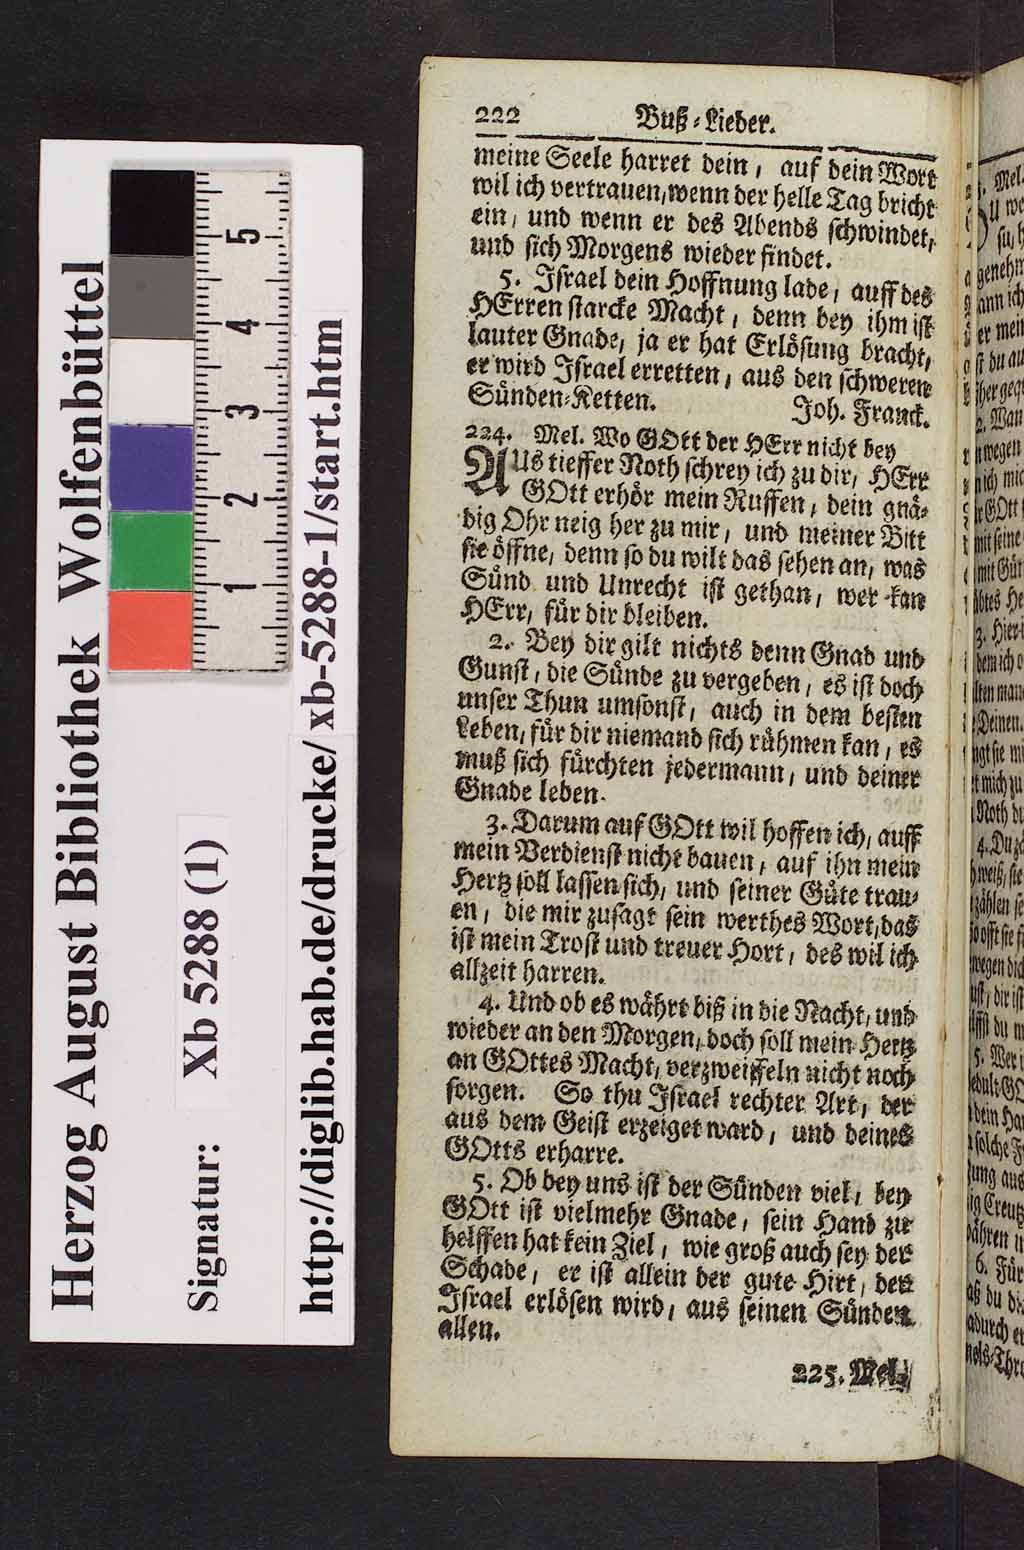 Herzog August Bibliothek Wolfenbüttel
Signatur: Xb 5288 (1)
http://diglib.hab.de/drucke/xb-5288-1/start.htm
5
4
3
2
1
222 Buß-Lieder.
meine Seele harret dein, auf dein Wort
wil ich vertrauen, wenn der helle Tag bricht
ein, und wenn er des Abends schwindet,
und sich Morgens wieder findet.
5. Israel dein Hoffnung lade, auff des
HErren starcke Macht, denn bey ihm ist
lauter Gnade, ja er hat Erlösung bracht,
er wird Israel erretten, aus den schweren
Sünden-Ketten. Joh. Franck.
224. Mel. Wo GOtt der HErr nicht bey
AUs tieffer Noth schrey ich zu dir, HErr
GOtt erhör mein Ruffen, dein gnä-
dig Ohr neig her zu mir, und meiner Bitt
sie öffne, denn so du wilt das sehen an, was
Sünd und Unrecht ist gethan, wer kan
HErr, für dir bleiben.
2. Bey dir gilt nichts denn Gnad und
Gunst, die Sünde zu vergeben, es ist doch
unser Thun umsonst, auch in dem besten
Leben, für dir niemand sich rühmen kan, es
muß sich fürchten jedermann, und deiner
Gnade leben.
3. Darum auf GOtt wil hoffen ich, auff
mein Verdienst nicht bauen, auf ihn mein
Hertz soll lassen sich, und seiner Güte trau-
en, die mir zusagt sein werthes Wort, das
ist mein Trost und treuer Hort, des wil ich
allzeit harren.
4. Und ob es währt biß in die Nacht, und
wieder an den Morgen, doch soll mein Hertz
an GOttes Macht, verzweiffeln nicht noch
sorgen. So thu Israel rechter Art, der
aus dem Geist erzeiget ward, und deines
GOtts erharre.
5. Ob bey uns ist der Sünden viel, bey
GOtt ist vielmehr Gnade, sein Hand zu
helffen hat kein Ziel, wie groß auch sey der
Schade, er ist allein der gute Hirt, der
Israel erlösen wird, aus seinen Sünden
allen.
225. Mel.